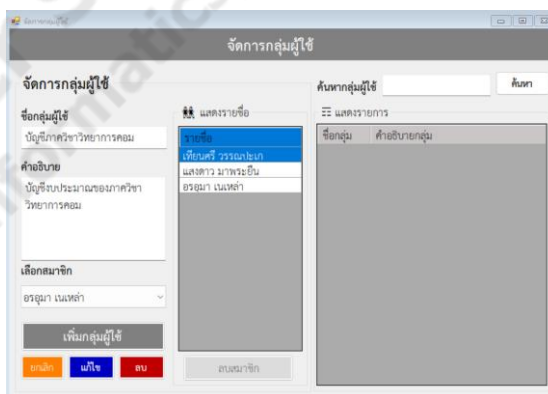 จัดการกลุ่มผู้ใช้
จัดการกลุ่มผู้ใช้
จัดการกลุ่มผู้ใช้
ค้นหากลุ่มผู้ใช้
ค้นหา
ชื่อกลุ่มผู้ใช้
แสดงรายชื่อ
แสดงรายการ
บัญชีภาควิชาวิทยาการคอม
รายชื่อ
ชื่อกลุ่ม คำอธิบายกลุ่ม
คำอธิบาย
เทียนศรี วรรณปะเก
แสงดาว มาพระยืน
บัญชีงบประมาณของภาควิชา
อรอุมา เนเหล่า
วิทยาการคอม
เลือกสมาชิก
อรอุมา เนเหล่า
เพิ่มกลุ่มผู้ใช้
ยกเลิก แก้ไข ลบ
ลบสมาชิก